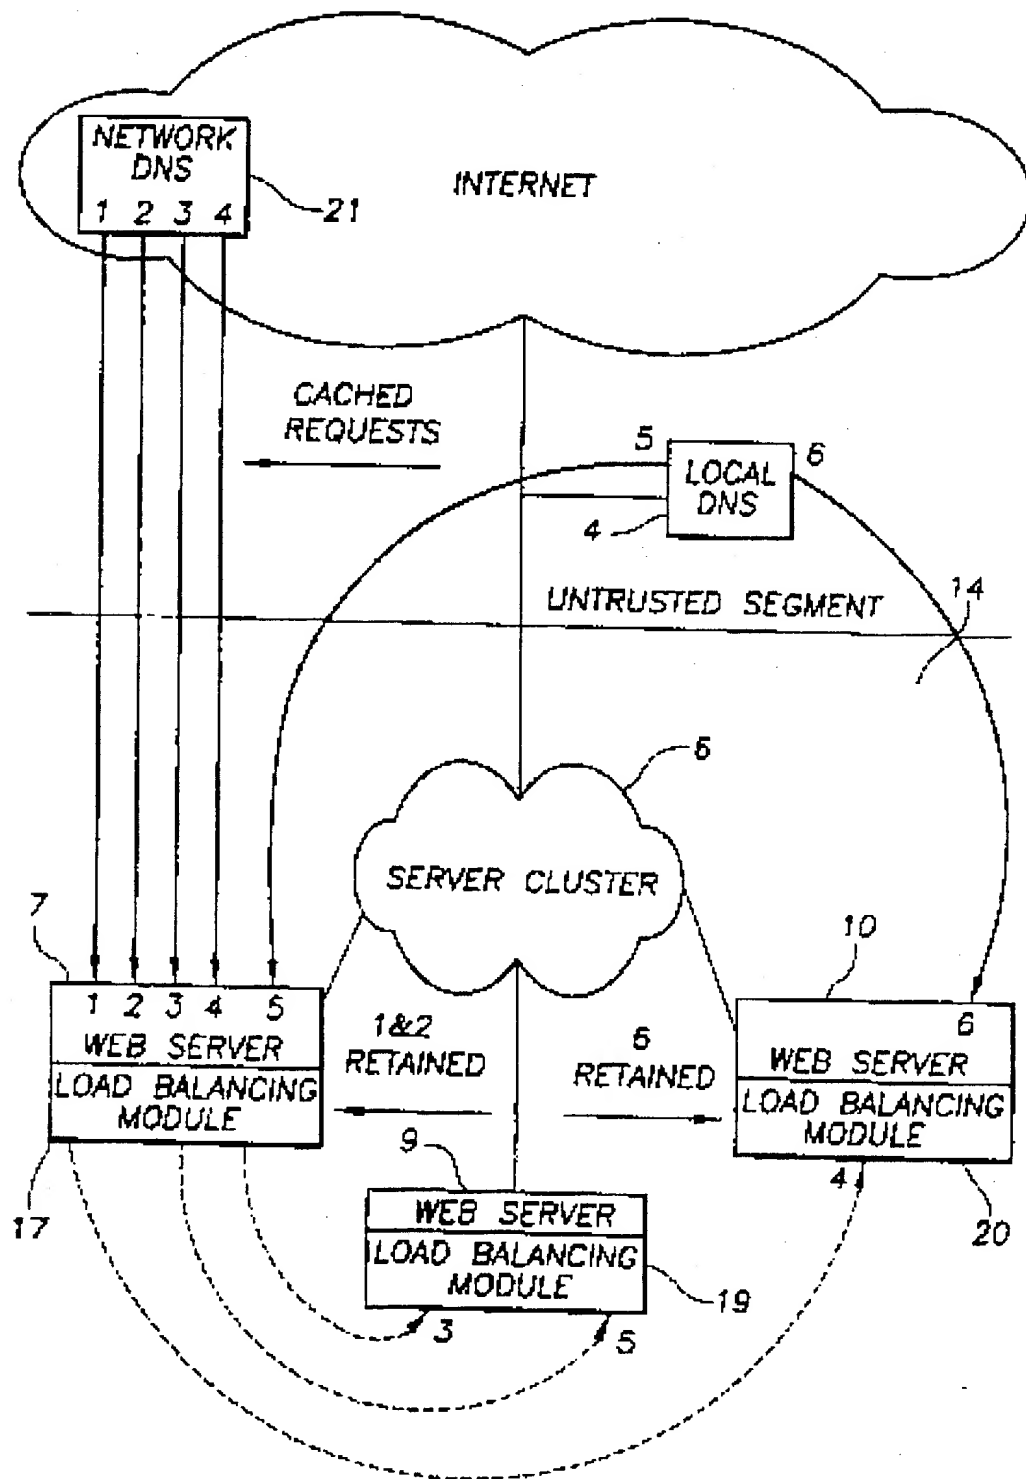 NETWORK
DNS
1 2 3 4
21
INTERNET
CACHED
REQUESTS
5
LOCAL
DNS
6
4
UNTRUSTED SEGMENT
14
6
SERVER CLUSTER
7
1 2 3 4 5
WEB SERVER
LOAD BALANCING
MODULE
17
1&2
RETAINED
6
RETAINED
10
6
WEB SERVER
LOAD BALANCING
MODULE
4
20
9
WEB SERVER
LOAD BALANCING
MODULE
19
3
5